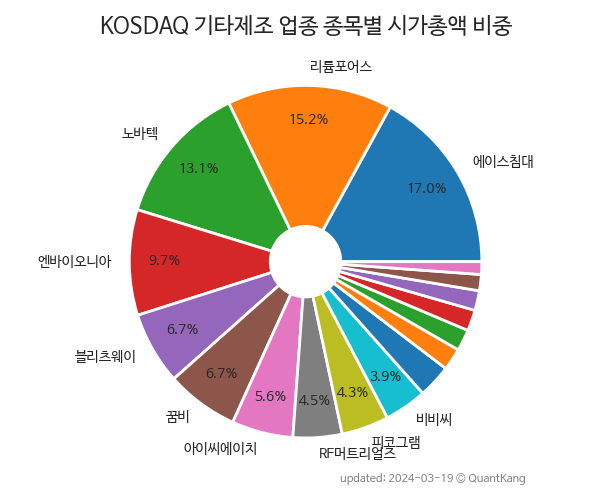 KOSDAQ 기타제조 업종 종목별 시가총액 비중
리튬포어스
15.2%
노바텍
13.1%
에이스침대
17.0%
엔바이오니아
9.7%
블리츠웨이
6.7%
꿈비
6.7%
아이씨에이치
5.6%
RF머트리얼즈
4.5%
피코그램
4.3%
비비씨
3.9%
updated: 2024-03-19 © QuantKang